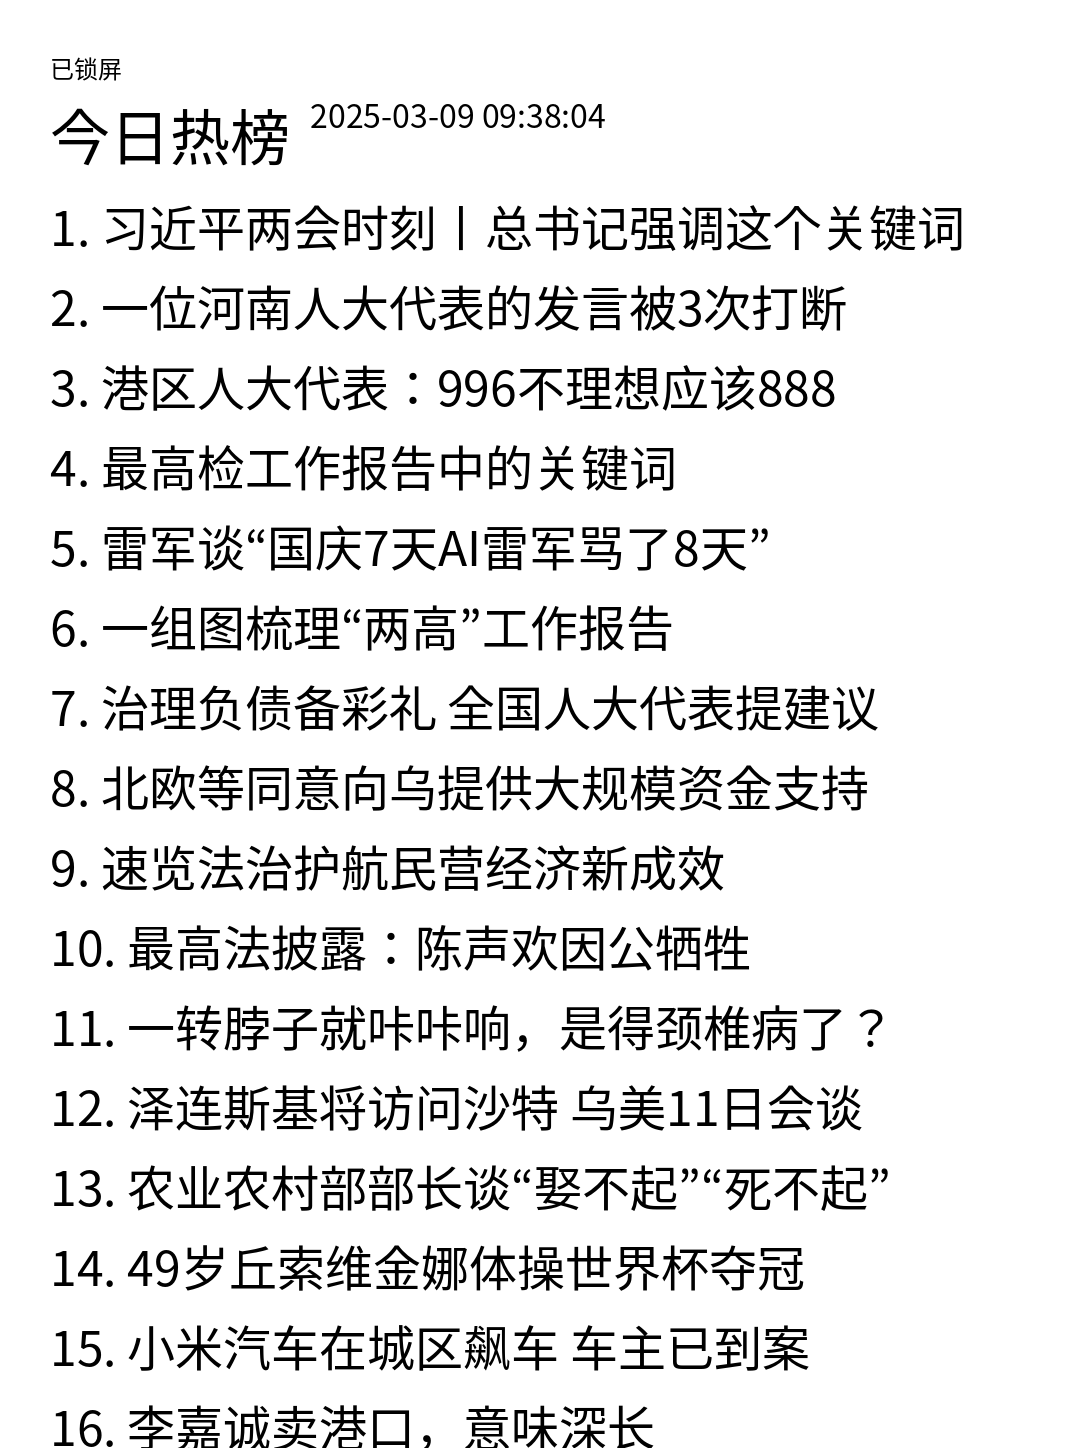 已锁屏
今日热榜 2025-03-09 09:38:04
1. 习近平两会时刻丨总书记强调这个关键词
2. 一位河南人大代表的发言被3次打断
3. 港区人大代表：996不理想应该888
4. 最高检工作报告中的关键词
5. 雷军谈“国庆7天AI雷军骂了8天”
6. 一组图梳理“两高”工作报告
7. 治理负债备彩礼 全国人大代表提建议
8. 北欧等同意向乌提供大规模资金支持
9. 速览法治护航民营经济新成效
10. 最高法披露：陈声欢因公牺牲
11. 一转脖子就咔咔响，是得颈椎病了？
12. 泽连斯基将访问沙特 乌美11日会谈
13. 农业农村部部长谈“娶不起”“死不起”
14. 49岁丘索维金娜体操世界杯夺冠
15. 小米汽车在城区飙车 车主已到案
16. 李嘉诚卖港口，意味深长